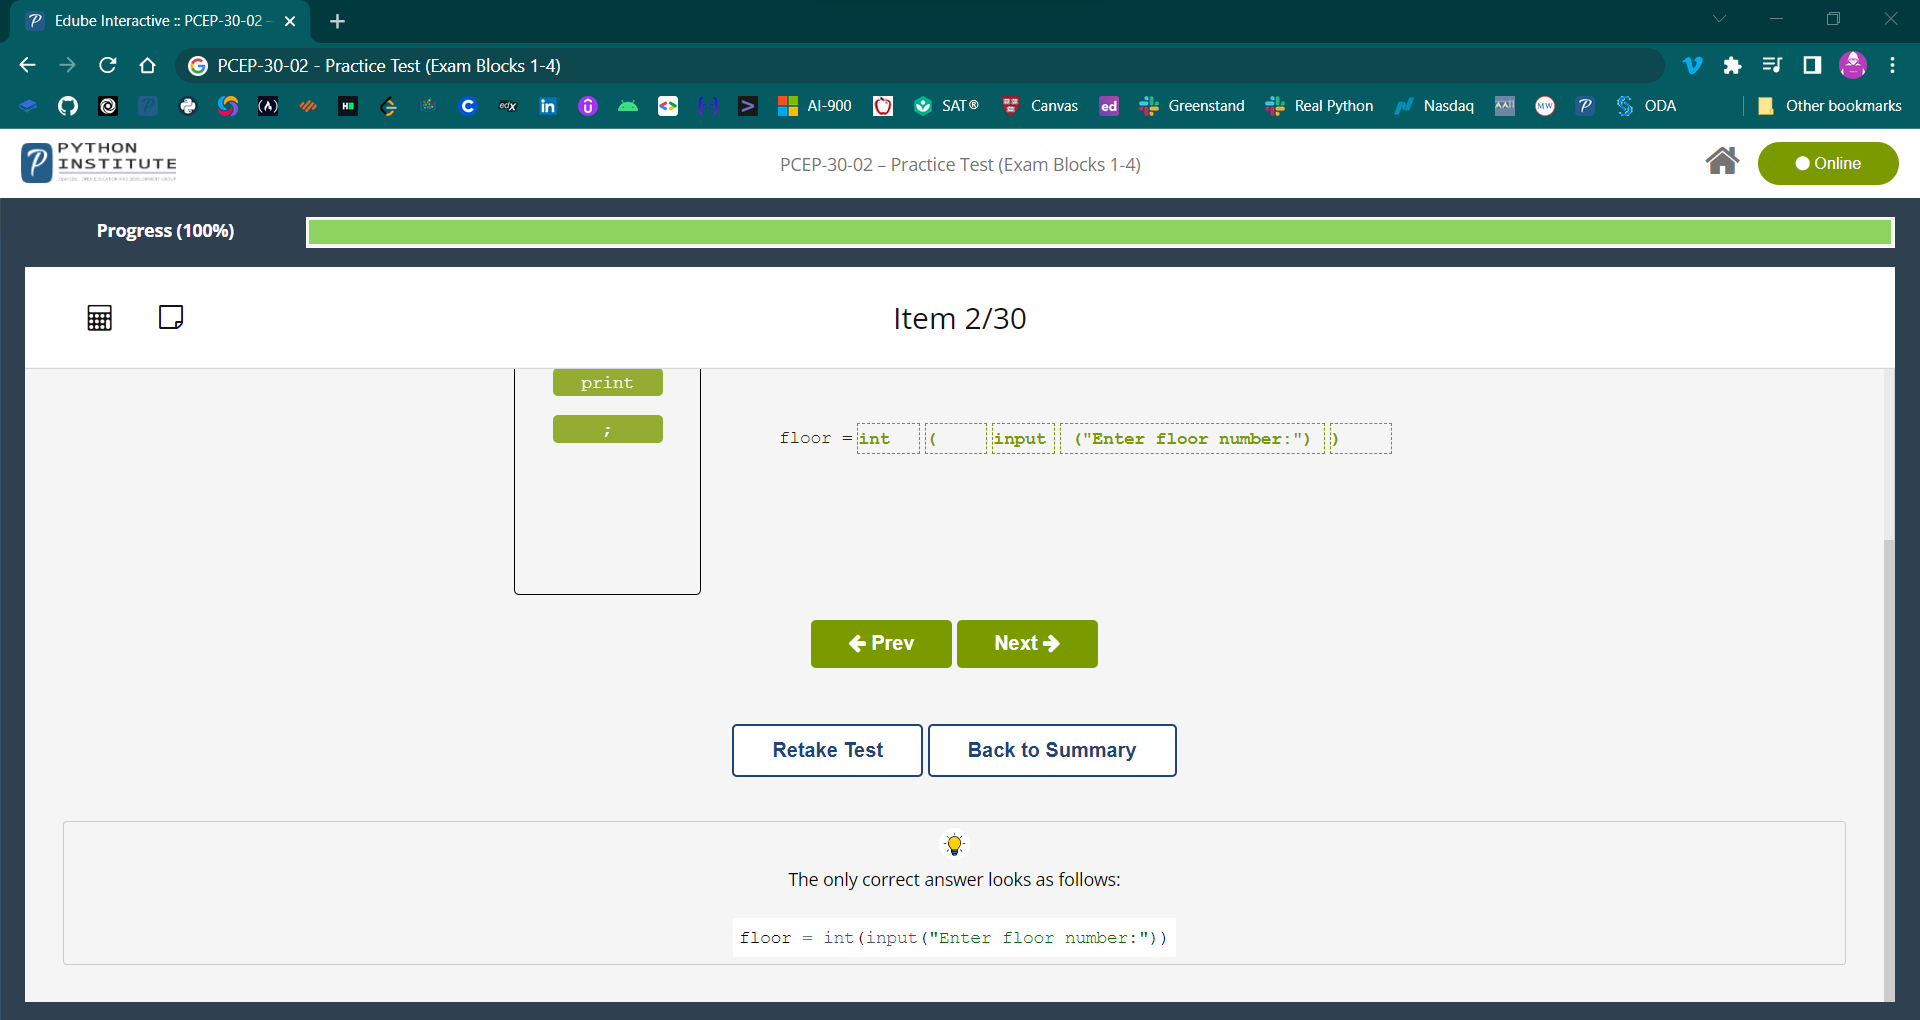 Edube Interactive :: PCEP-30-02 -
PCEP-30-02 - Practice Test (Exam Blocks 1-4)
AI-900
SAT®
Canvas
ed
Greenstand
Real Python
Nasdaq
MW
ODA
Other bookmarks
PYTHON
INSTITUTE
PCEP-30-02 – Practice Test (Exam Blocks 1-4)
Online
Progress (100%)
Item 2/30
print
;
floor = int ( input ("Enter floor number:") )
Prev
Next
Retake Test
Back to Summary
The only correct answer looks as follows:
floor = int(input("Enter floor number:"))